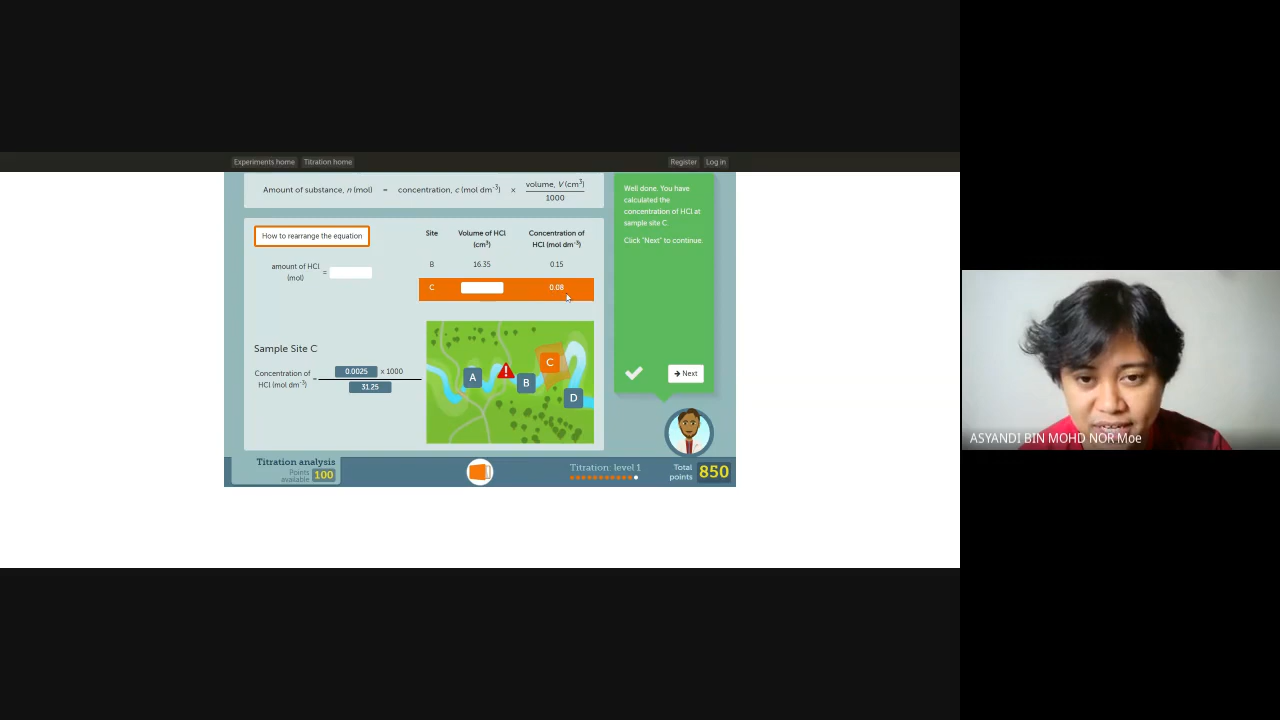 Experiments home
Titration home
Register
Log in
Amount of substance, n (mol) = concentration, c (mol dm⁻³) × volume, V (cm³)
1000
How to rearrange the equation
amount of HCl
(mol)
=
Site
Volume of HCl
(cm³)
Concentration of
HCl (mol dm⁻³)
B 16.35 0.15
C 0.08
Sample Site C
Concentration of
HCl (mol dm⁻³)
=
0.0025 x 1000
31.25
A
!
B
C
D
Well done. You have
calculated the
concentration of HCl at
sample site C.
Click "Next" to continue.
Next
Titration analysis
Points
available
100
Titration: level 1
Total
points
850
ASYANDI BIN MOHD NOR Moe